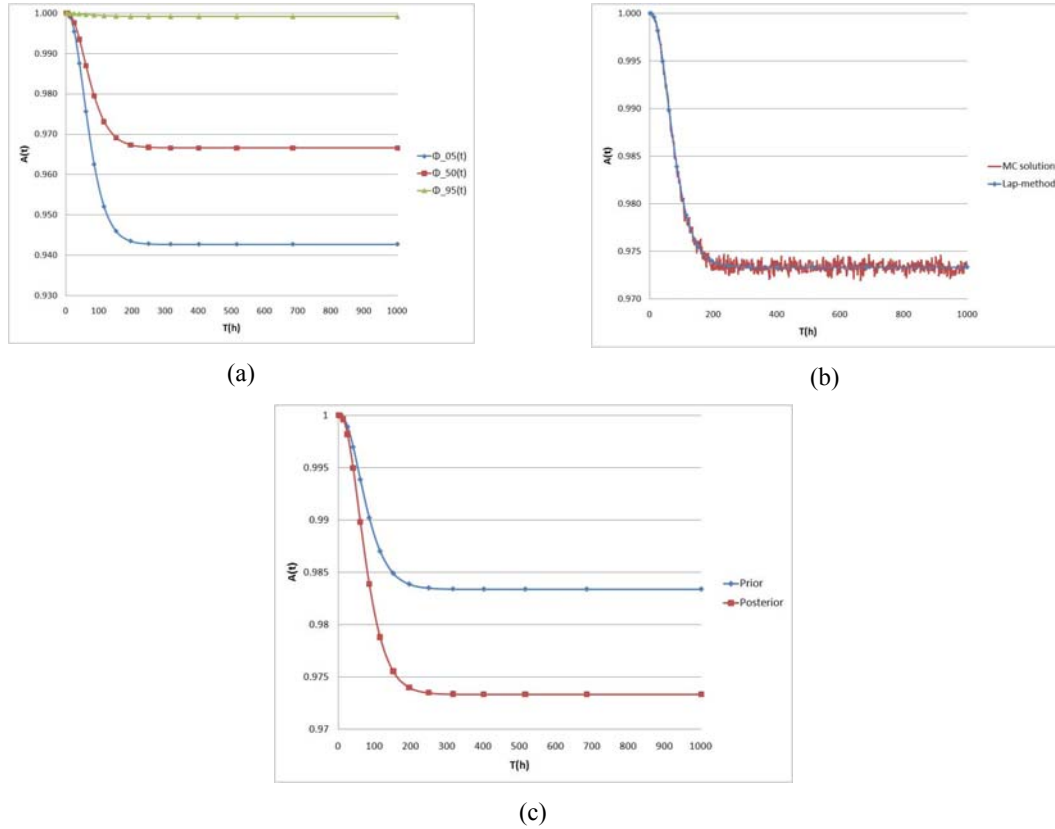 1.000
0.990
0.980
0.970
0.960
0.950
0.940
0.930
A(t)
0 100 200 300 400 500 600 700 800 900 1000
T(h)
Φ_05(t)
Φ_50(t)
Φ_95(t)
(a)
1.000
0.995
0.990
0.985
0.980
0.975
0.970
A(t)
0 200 400 600 800 1000
T(h)
MC solution
Lap-method
(b)
1
0.995
0.99
0.985
0.98
0.975
0.97
A(t)
0 100 200 300 400 500 600 700 800 900 1000
T(h)
Prior
Posterior
(c)